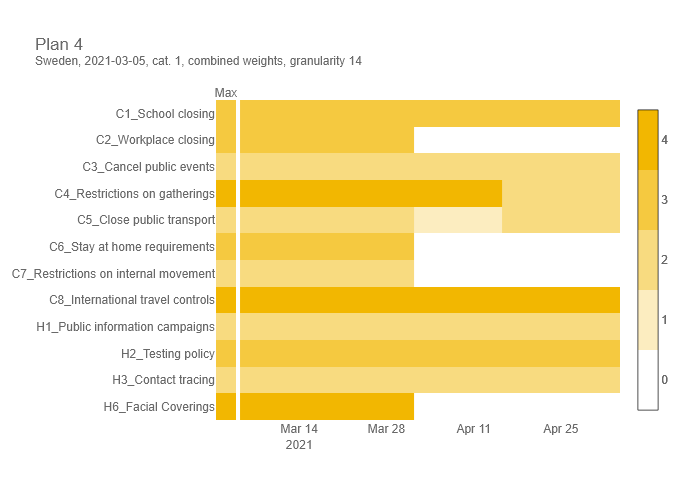 Plan 4
Sweden, 2021-03-05, cat. 1, combined weights, granularity 14
Max
C1_School closing
C2_Workplace closing
C3_Cancel public events
C4_Restrictions on gatherings
C5_Close public transport
C6_Stay at home requirements
C7_Restrictions on internal movement
C8_International travel controls
H1_Public information campaigns
H2_Testing policy
H3_Contact tracing
H6_Facial Coverings
Mar 14
2021
Mar 28
Apr 11
Apr 25
4
3
2
1
0